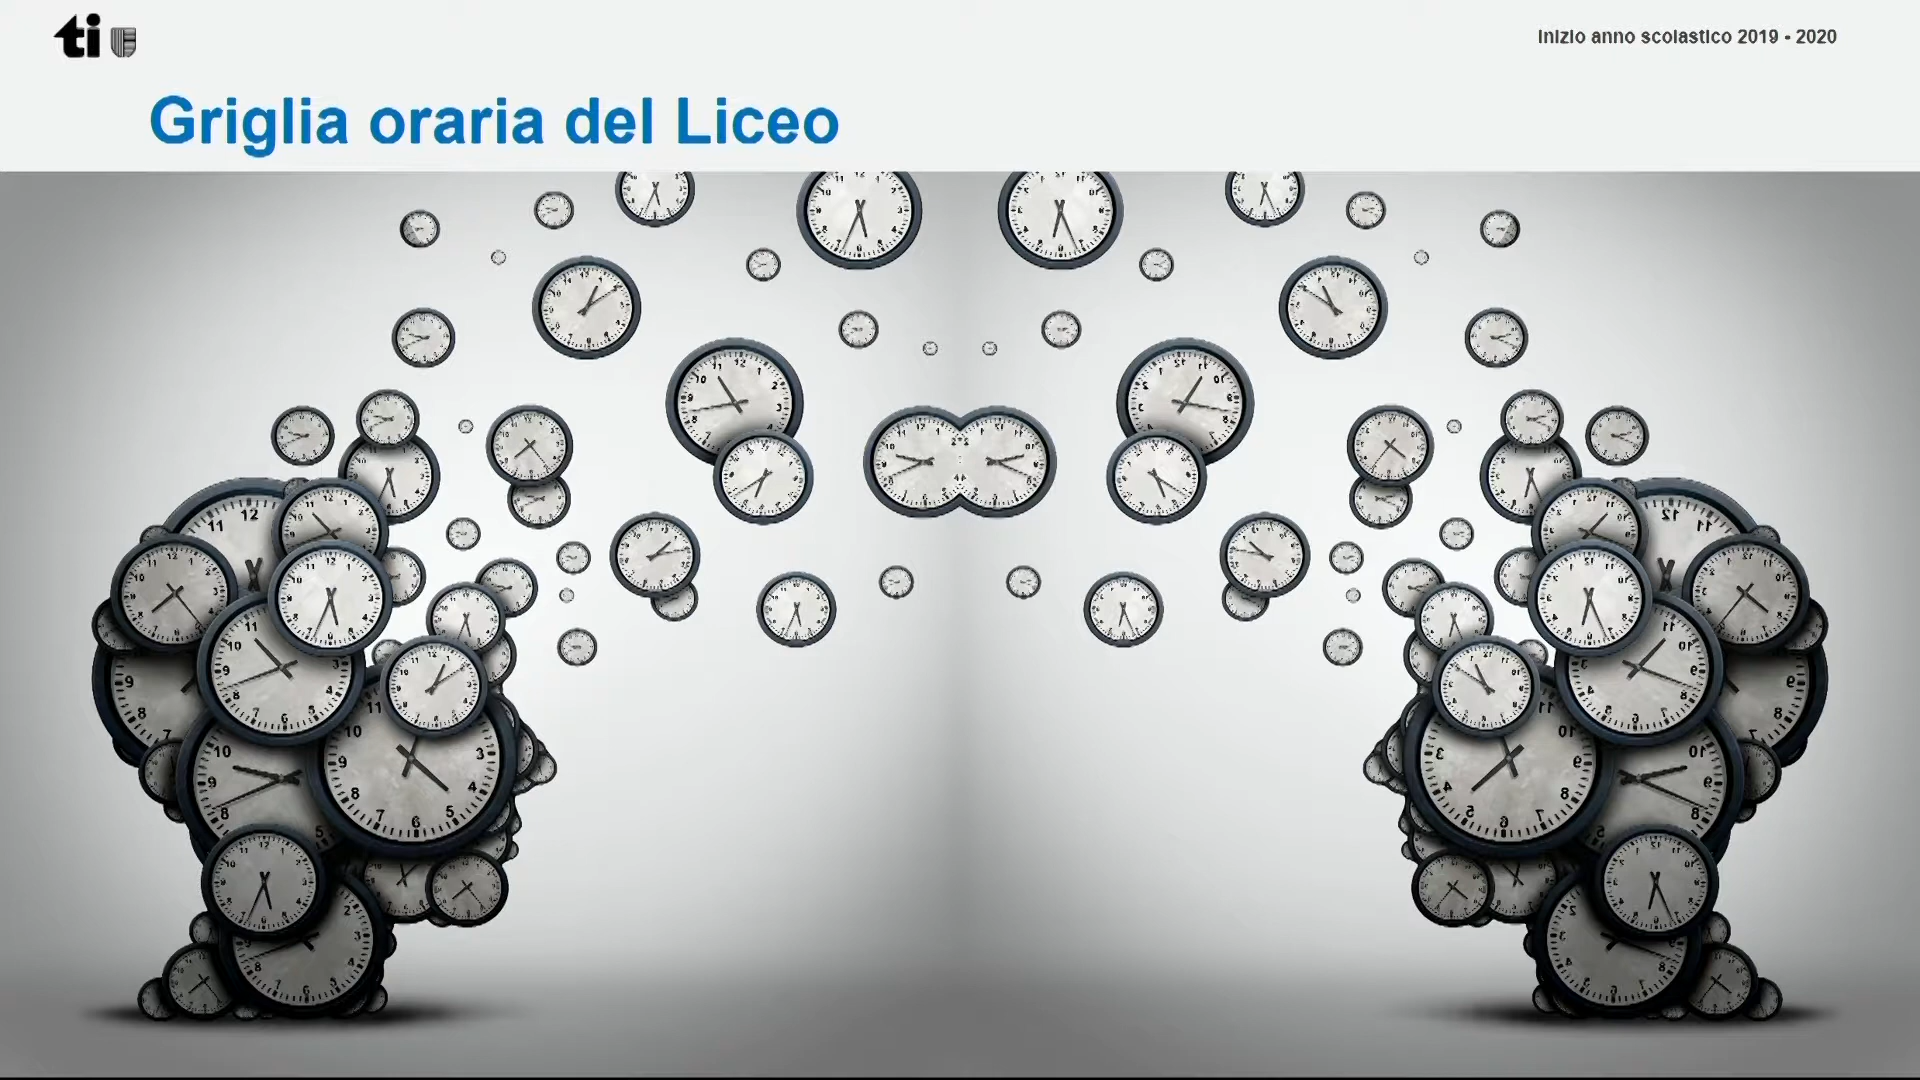 ti
Inizio anno scolastico 2019 - 2020
Griglia oraria del Liceo